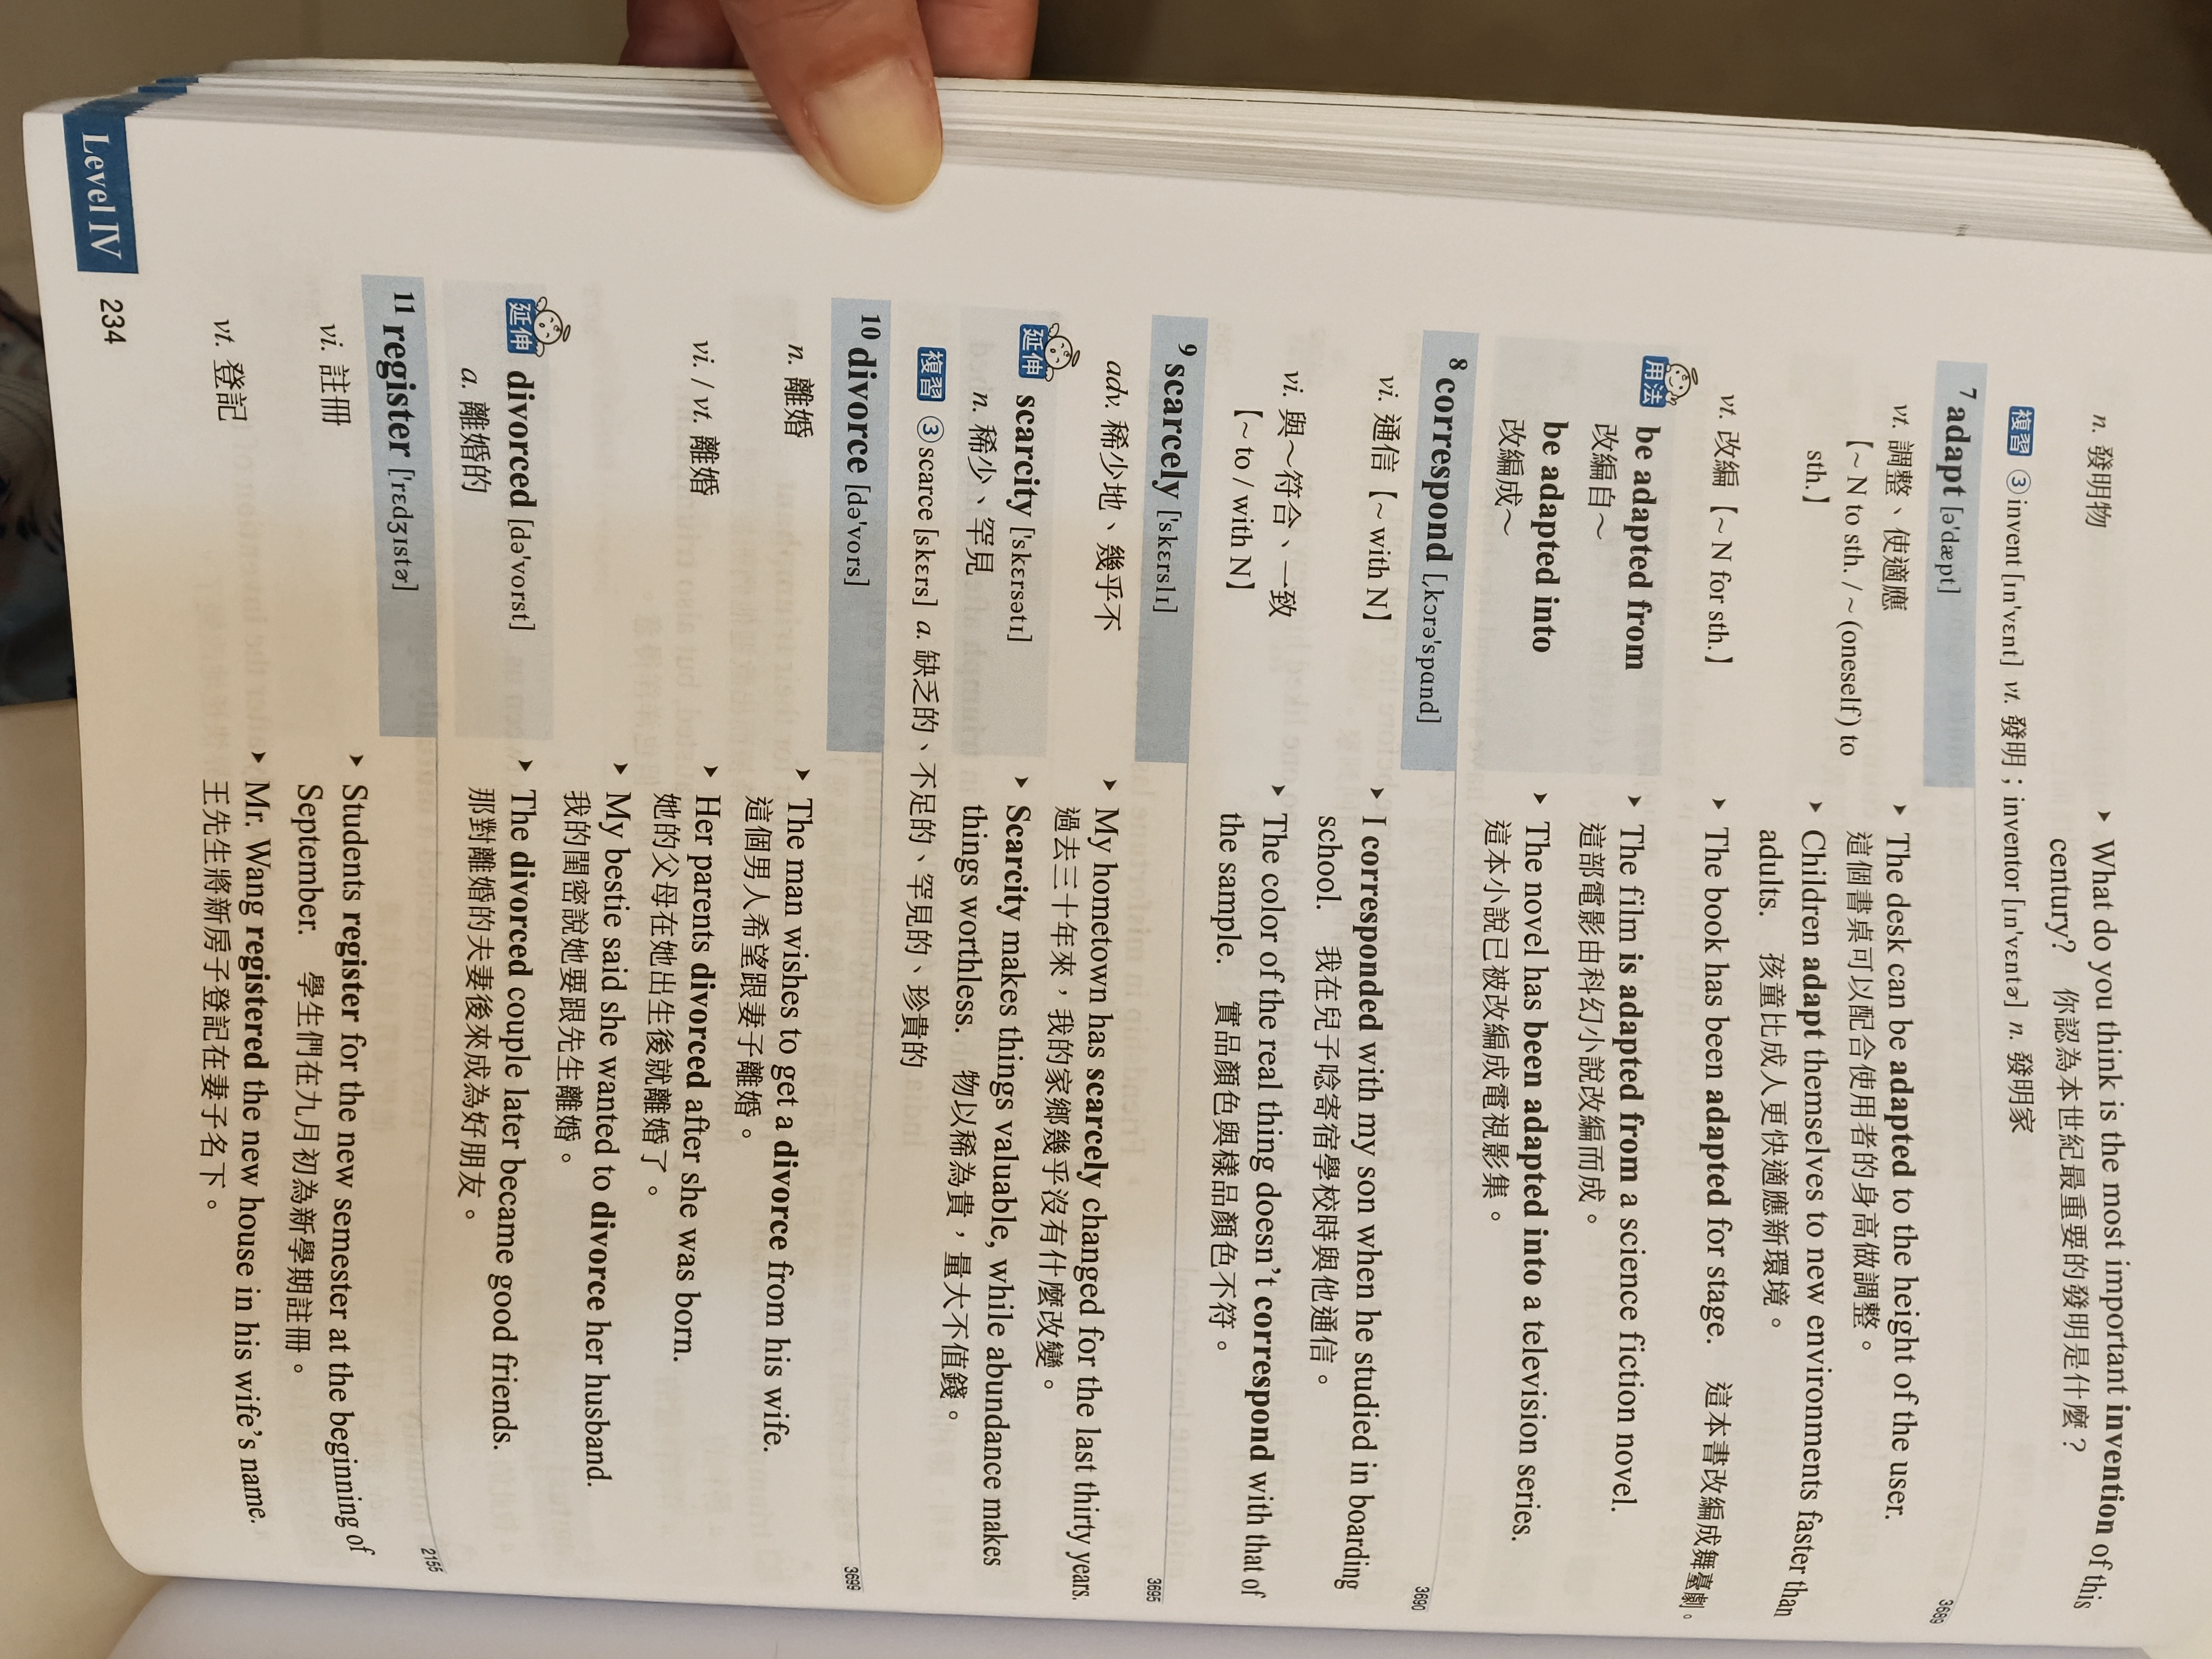 n. 發明物
➤ What do you think is the most important invention of this
century? 你認為本世紀最重要的發明是什麼？
複習 ③ invent [ɪnˈvɛnt] vt. 發明；inventor [ɪnˈvɛntɚ] n. 發明家
7 adapt [əˈdæpt]
3689
vt. 調整、使適應
【~ N to sth. / ~ (oneself) to
sth.】
➤ The desk can be adapted to the height of the user.
這個書桌可以配合使用者的身高做調整。
➤ Children adapt themselves to new environments faster than
adults. 孩童比成人更快適應新環境。
vt. 改編【~ N for sth.】
➤ The book has been adapted for stage. 這本書改編成舞臺劇。
用法 be adapted from
改編自～
➤ The film is adapted from a science fiction novel.
這部電影由科幻小說改編而成。
be adapted into
改編成～
➤ The novel has been adapted into a television series.
這本小說已被改編成電視影集。
8 correspond [ˌkɔrəˈspɑnd]
3690
vi. 通信【~ with N】
➤ I corresponded with my son when he studied in boarding
school. 我在兒子唸寄宿學校時與他通信。
vi. 與～符合、一致
【~ to / with N】
➤ The color of the real thing doesn't correspond with that of
the sample. 實品顏色與樣品顏色不符。
9 scarcely [ˈskɛrslɪ]
3695
adv. 稀少地、幾乎不
➤ My hometown has scarcely changed for the last thirty years.
過去三十年來，我的家鄉幾乎沒有什麼改變。
延伸 scarcity [ˈskɛrsətɪ]
n. 稀少、罕見
➤ Scarcity makes things valuable, while abundance makes
things worthless. 物以稀為貴，量大不值錢。
複習 ③ scarce [skɛrs] a. 缺乏的、不足的、罕見的、珍貴的
10 divorce [dəˈvors]
3699
n. 離婚
➤ The man wishes to get a divorce from his wife.
這個男人希望跟妻子離婚。
vi. / vt. 離婚
➤ Her parents divorced after she was born.
她的父母在她出生後就離婚了。
➤ My bestie said she wanted to divorce her husband.
我的閨密說她要跟先生離婚。
延伸 divorced [dəˈvorst]
a. 離婚的
➤ The divorced couple later became good friends.
那對離婚的夫妻後來成為好朋友。
11 register [ˈrɛdʒɪstɚ]
2155
vi. 註冊
➤ Students register for the new semester at the beginning of
September. 學生們在九月初為新學期註冊。
vt. 登記
➤ Mr. Wang registered the new house in his wife's name.
王先生將新房子登記在妻子名下。
Level IV 234